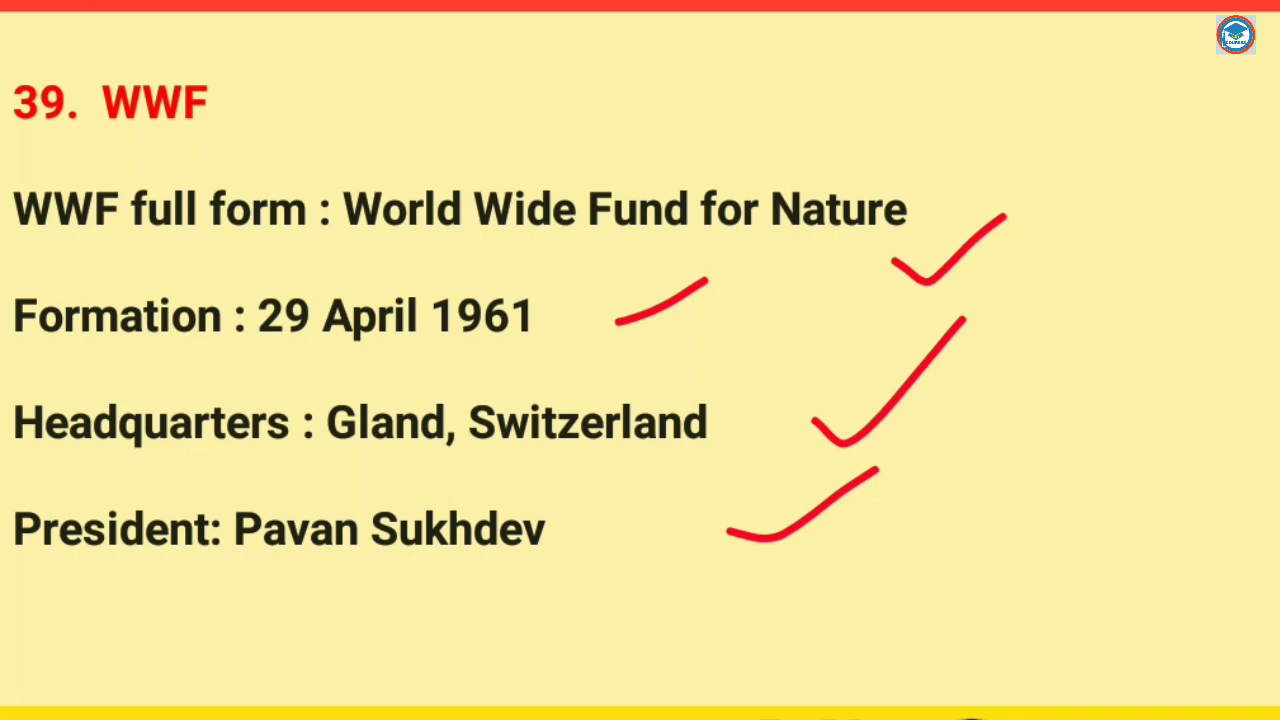 39. WWF
WWF full form : World Wide Fund for Nature
Formation : 29 April 1961
Headquarters : Gland, Switzerland
President: Pavan Sukhdev